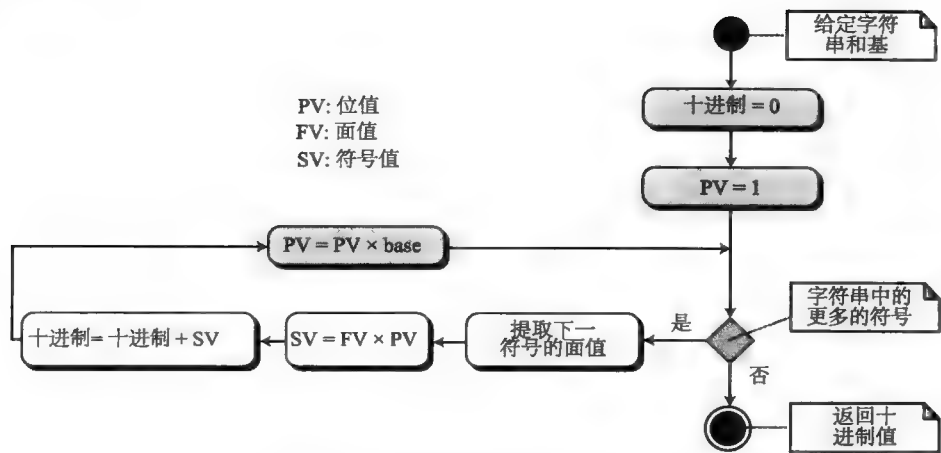 给定字符
串和基
十进制 = 0
PV: 位值
FV: 面值
SV: 符号值
PV = 1
PV = PV × base
字符串中的
更多的符号
是
提取下一
符号的面值
SV = FV × PV
十进制= 十进制 + SV
否
返回十
进制值